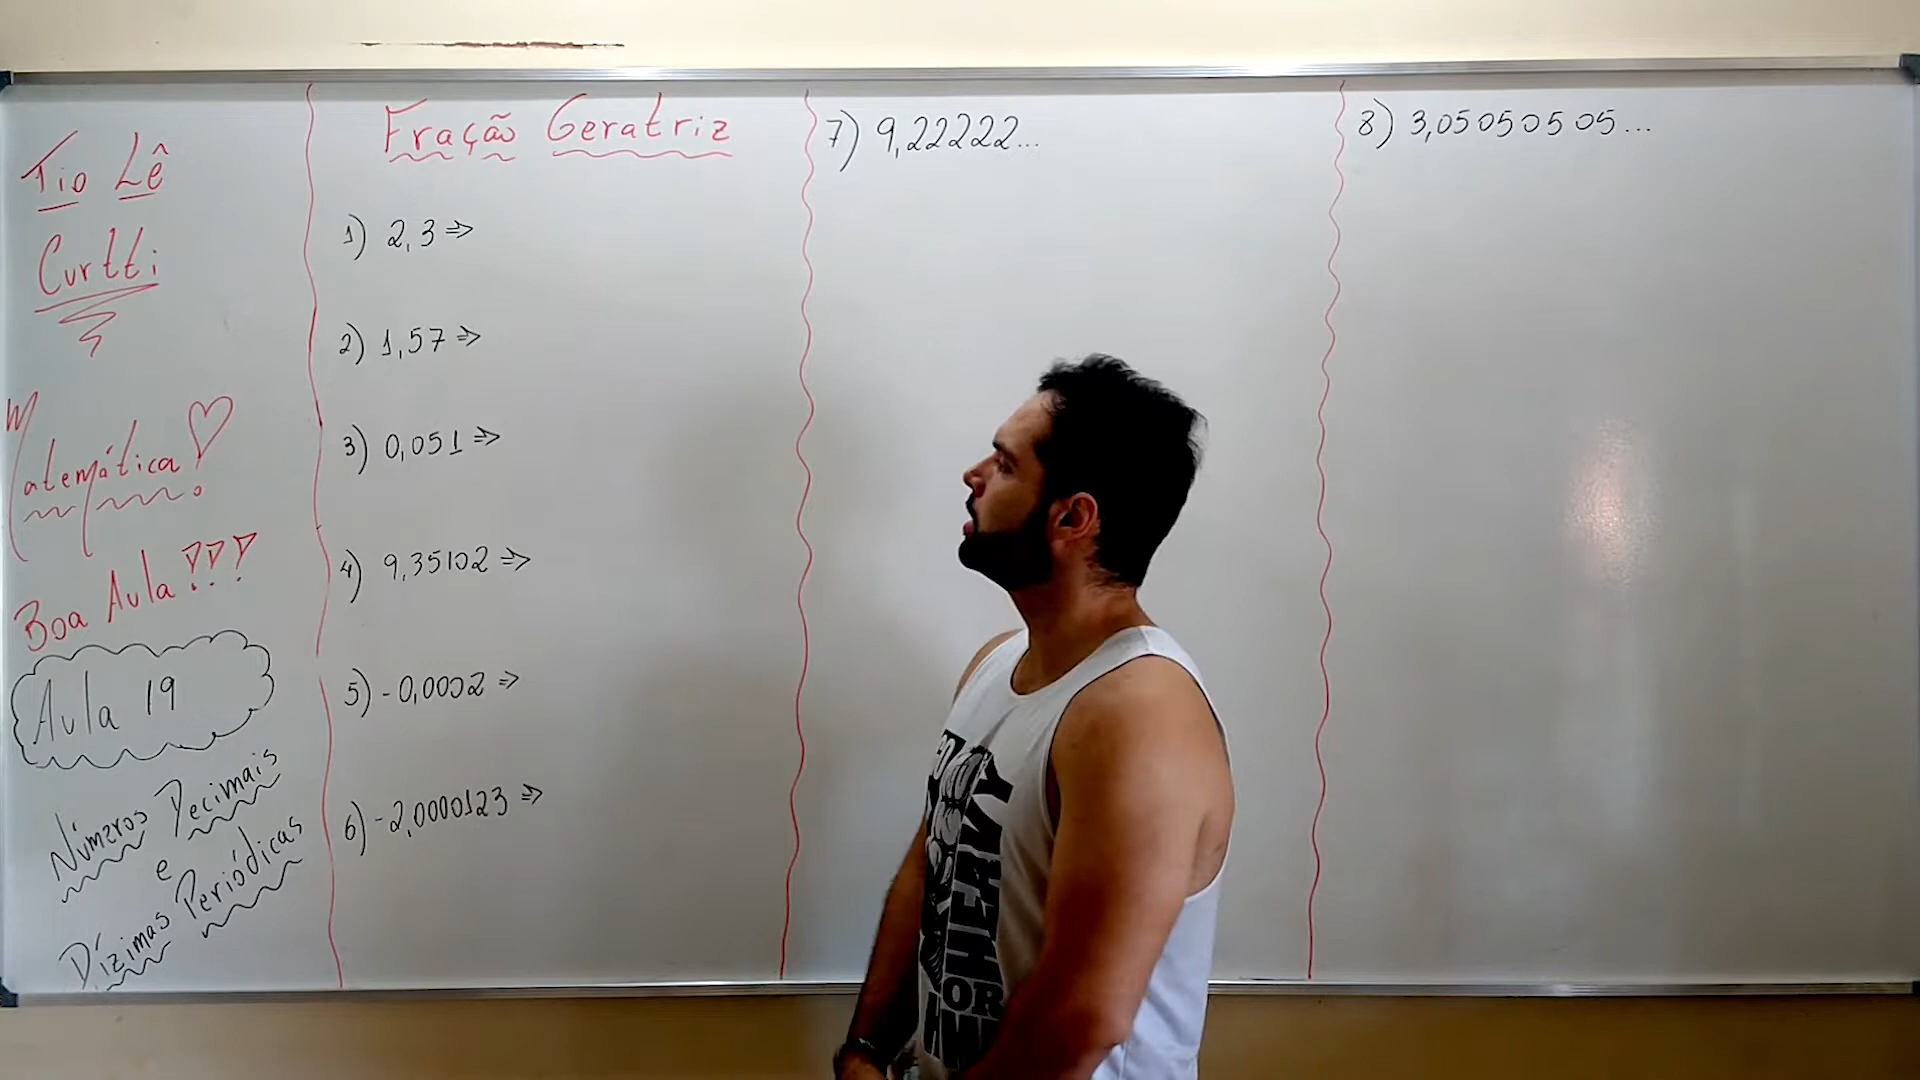 Tio Lê
Curtti
Matemática
Boa Aula!!!
Aula 19
Números Decimais
e
Dízimas Periódicas
Fração Geratriz
1) 2,3 ⇒
2) 1,57 ⇒
3) 0,051 ⇒
4) 9,35102 ⇒
5) -0,0002 ⇒
6) -2,0000123 ⇒
7) 9,22222...
8) 3,05050505...
HEAVY
OR